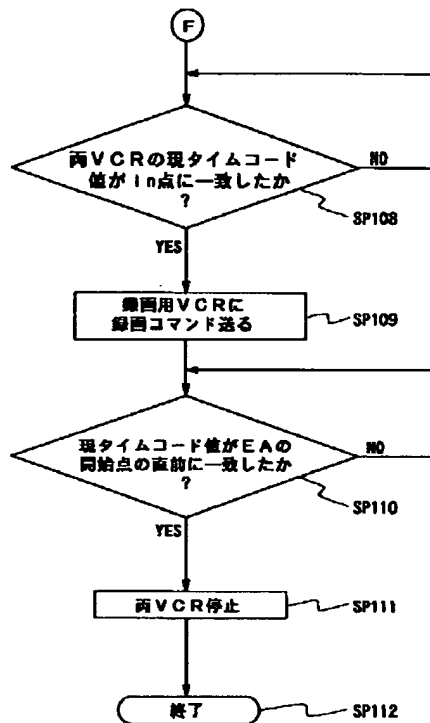 F
両VCRの現タイムコード
値がin点に一致したか
?
NO
SP108
YES
録画用VCRに
録画コマンド送る
SP109
現タイムコード値がEAの
開始点の直前に一致したか
?
NO
SP110
YES
両VCR停止
SP111
終了
SP112